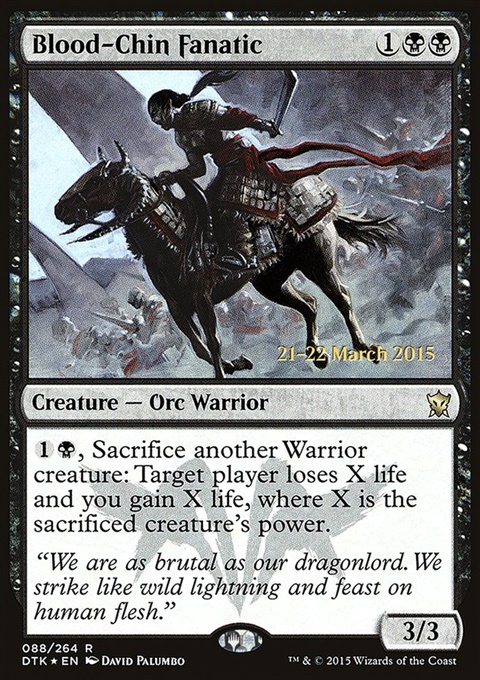 Blood-Chin Fanatic 1
21-22 March 2015
Creature — Orc Warrior
1, Sacrifice another Warrior
creature: Target player loses X life
and you gain X life, where X is the
sacrificed creature's power.
“We are as brutal as our dragonlord. We
strike like wild lightning and feast on
human flesh.”
3/3
088/264 R
DTK ★ EN David Palumbo
™ & © 2015 Wizards of the Coast